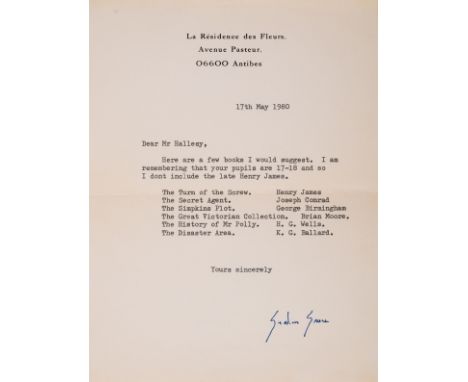 La Résidence des Fleurs.
Avenue Pasteur.
06600 Antibes
17th May 1980
Dear Mr Hallesy,
Here are a few books I would suggest. I am
remembering that your pupils are 17-18 and so
I dont include the late Henry James.
The Turn of the Screw. Henry James
The Secret Agent. Joseph Conrad
The Simpkins Plot. George Birmingham
The Great Victorian Collection. Brian Moore.
The History of Mr Polly. H. G. Wells.
The Disaster Area. K. G. Ballard.
Yours sincerely
Graham Greene